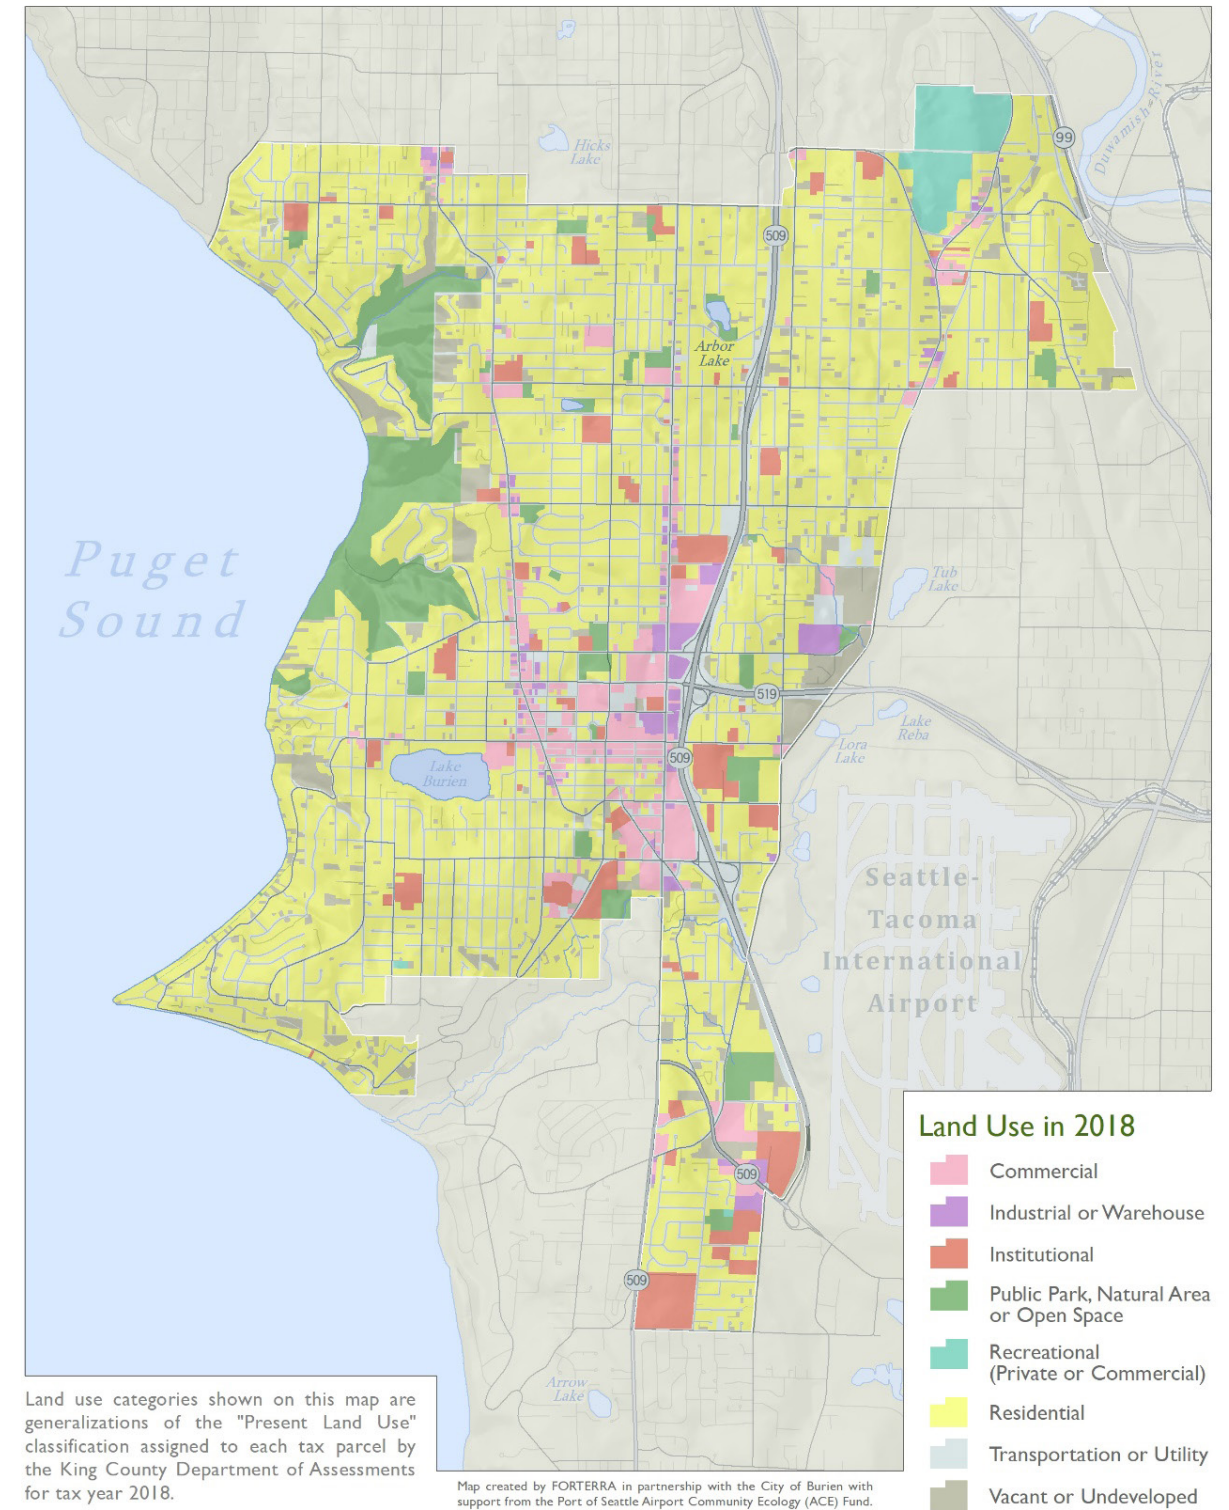 Duwamish River
99
Hicks
Lake
509
Arbor
Lake
Puget
Sound
Tub
Lake
519
Lake
Reba
Lora
Lake
509
Lake
Burien
Seattle-
Tacoma
International
Airport
509
509
Arrow
Lake
Land Use in 2018
Commercial
Industrial or Warehouse
Institutional
Public Park, Natural Area
or Open Space
Recreational
(Private or Commercial)
Residential
Transportation or Utility
Vacant or Undeveloped
Land use categories shown on this map are
generalizations of the "Present Land Use"
classification assigned to each tax parcel by
the King County Department of Assessments
for tax year 2018.
Map created by FORTERRA in partnership with the City of Burien with
support from the Port of Seattle Airport Community Ecology (ACE) Fund.